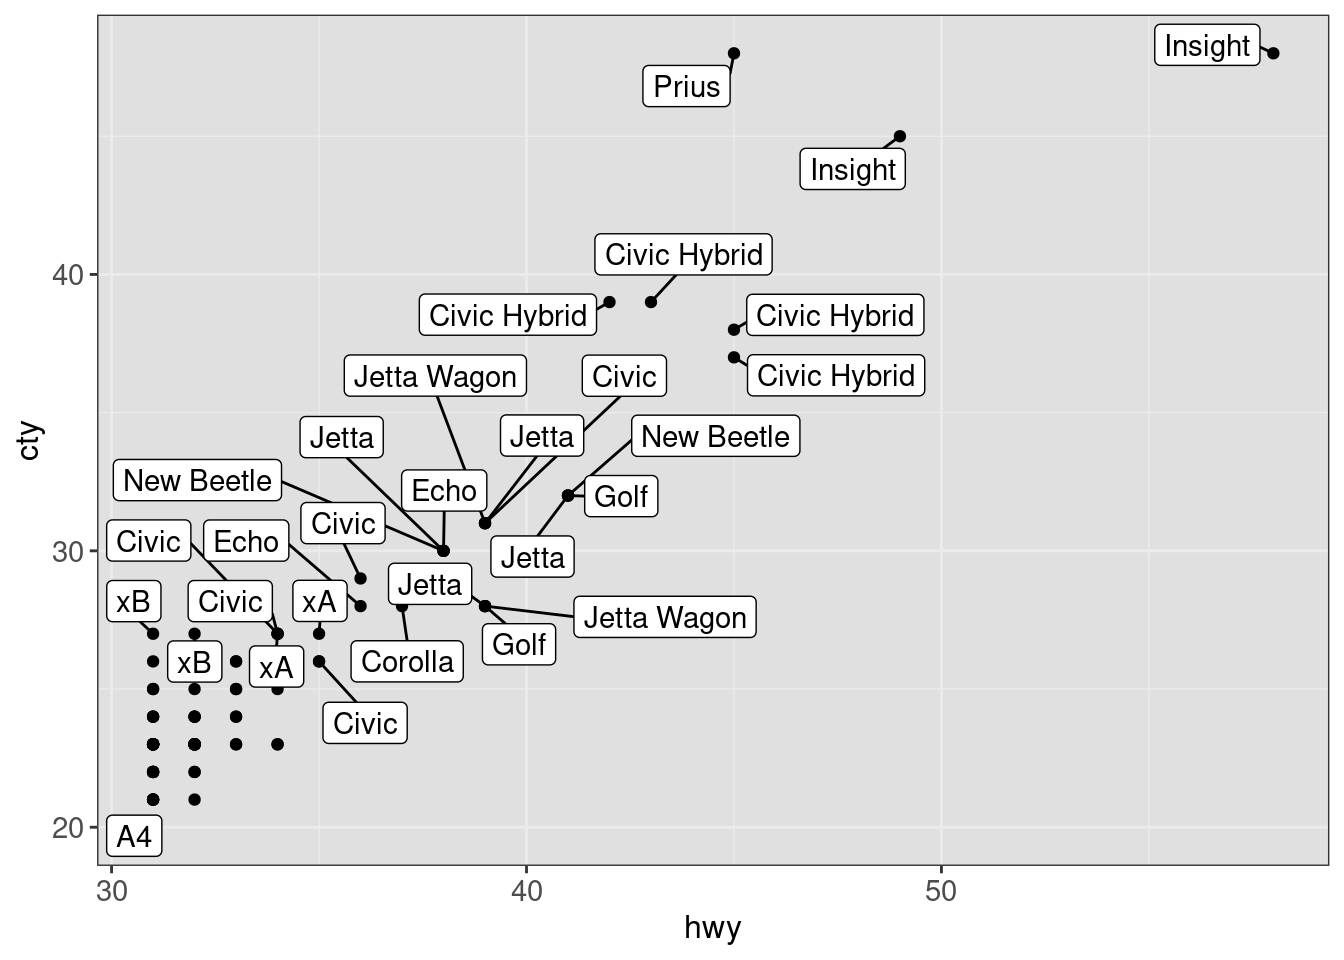 Insight
Prius
Insight
Civic Hybrid
40
Civic Hybrid
Civic Hybrid
Jetta Wagon
Civic
Civic Hybrid
Jetta
Jetta
New Beetle
cty
New Beetle
Echo
Golf
Civic
Civic
Echo
30
Jetta
Jetta
xB
Civic
xA
Jetta Wagon
Golf
xB
xA
Corolla
Civic
20
A4
30
40
50
hwy